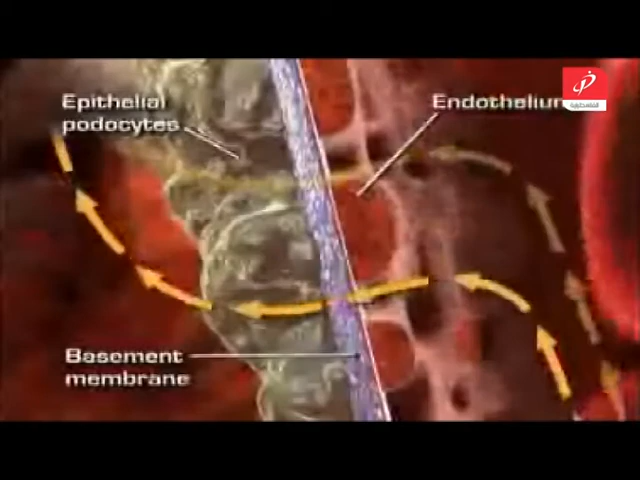 Epithelial
podocytes
Endothelium
Basement
membrane